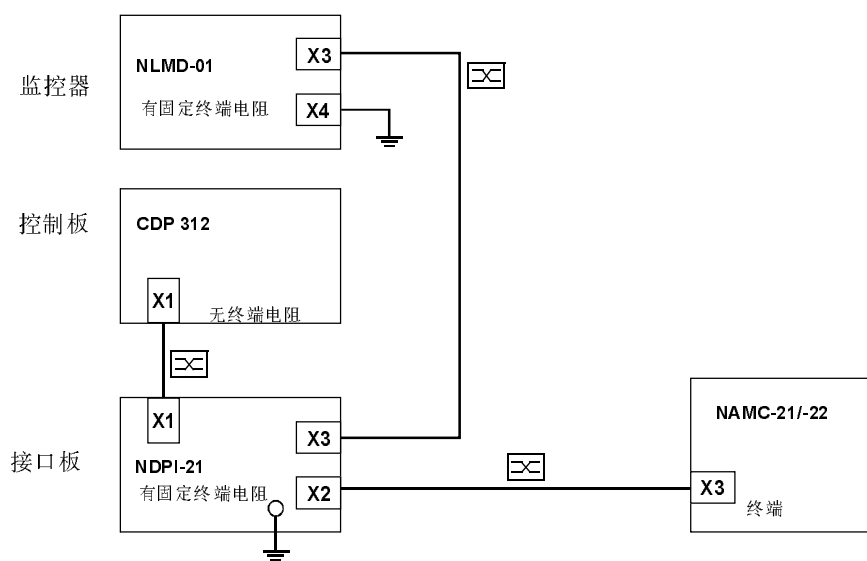 监控器
NLMD-01
有固定终端电阻
X3
X4
控制板
CDP 312
X1
无终端电阻
接口板
X1
NDPI-21
有固定终端电阻
X3
X2
NAMC-21/-22
X3
终端